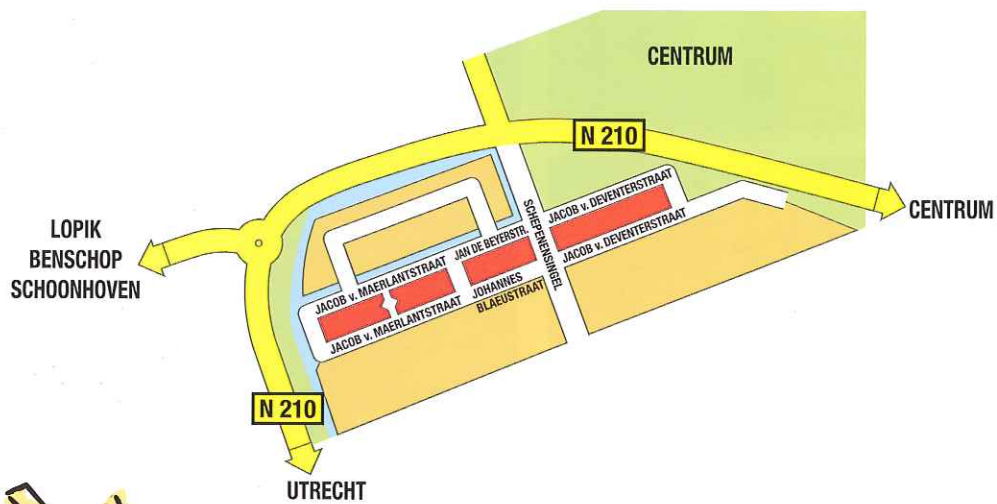 CENTRUM
N 210
CENTRUM
LOPIK
BENSCHOP
SCHOONHOVEN
SCHEPENENSINGEL
JACOB v. DEVENTERSTRAAT
JACOB v. DEVENTERSTRAAT
JAN DE BEYERSTR.
JACOB v. MAERLANTSTRAAT
JACOB v. MAERLANTSTRAAT
JOHANNES
BLAEUSTRAAT
N 210
UTRECHT